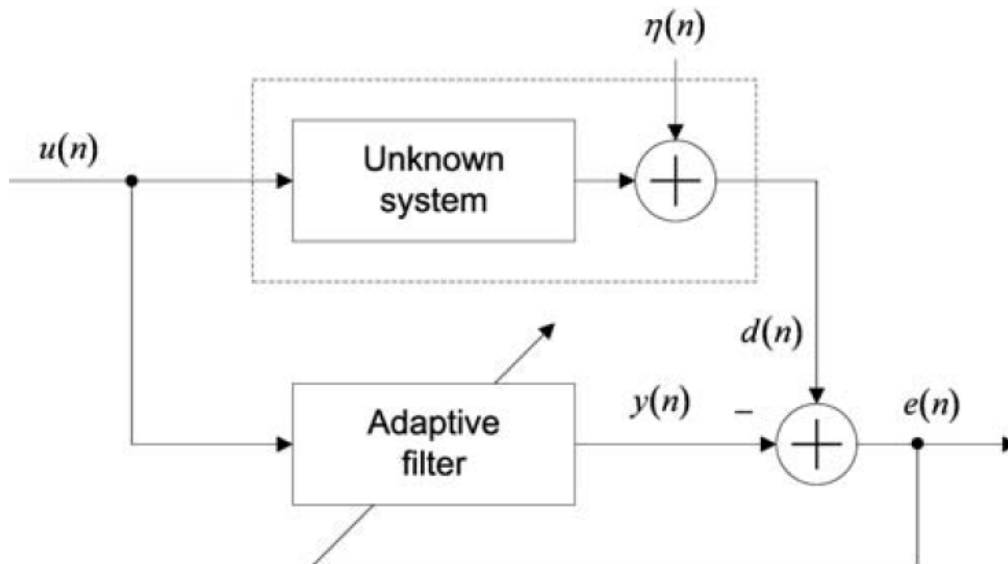 η(n)
u(n)
Unknown
system
d(n)
Adaptive
filter
y(n)
−
e(n)